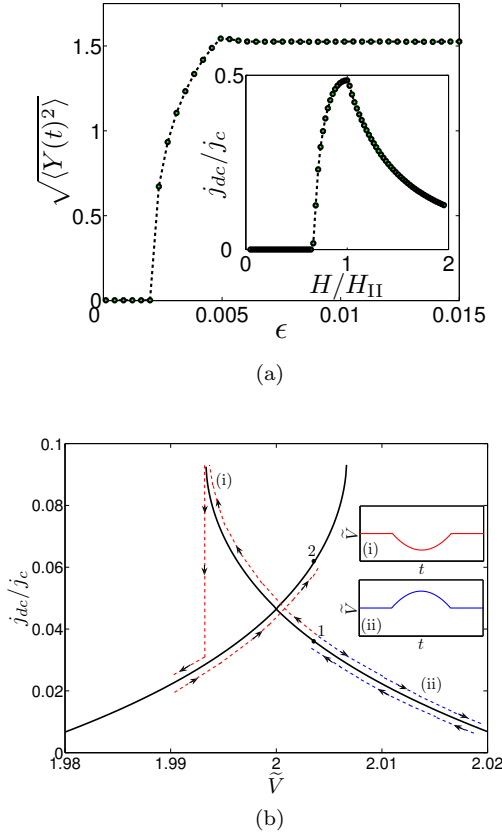 1.5
1
0.5
0
0
0.005
0.01
0.015
√⟨Y(t)²⟩
ϵ
0.5
0
0
1
2
j_dc/j_c
H/H_II
(a)
0.1
0.08
0.06
0.04
0.02
0
1.98
1.99
2
2.01
2.02
j_dc/j_c
Ṽ
(i)
2
1
(ii)
Ṽ
(i)
t
Ṽ
(ii)
t
(b)